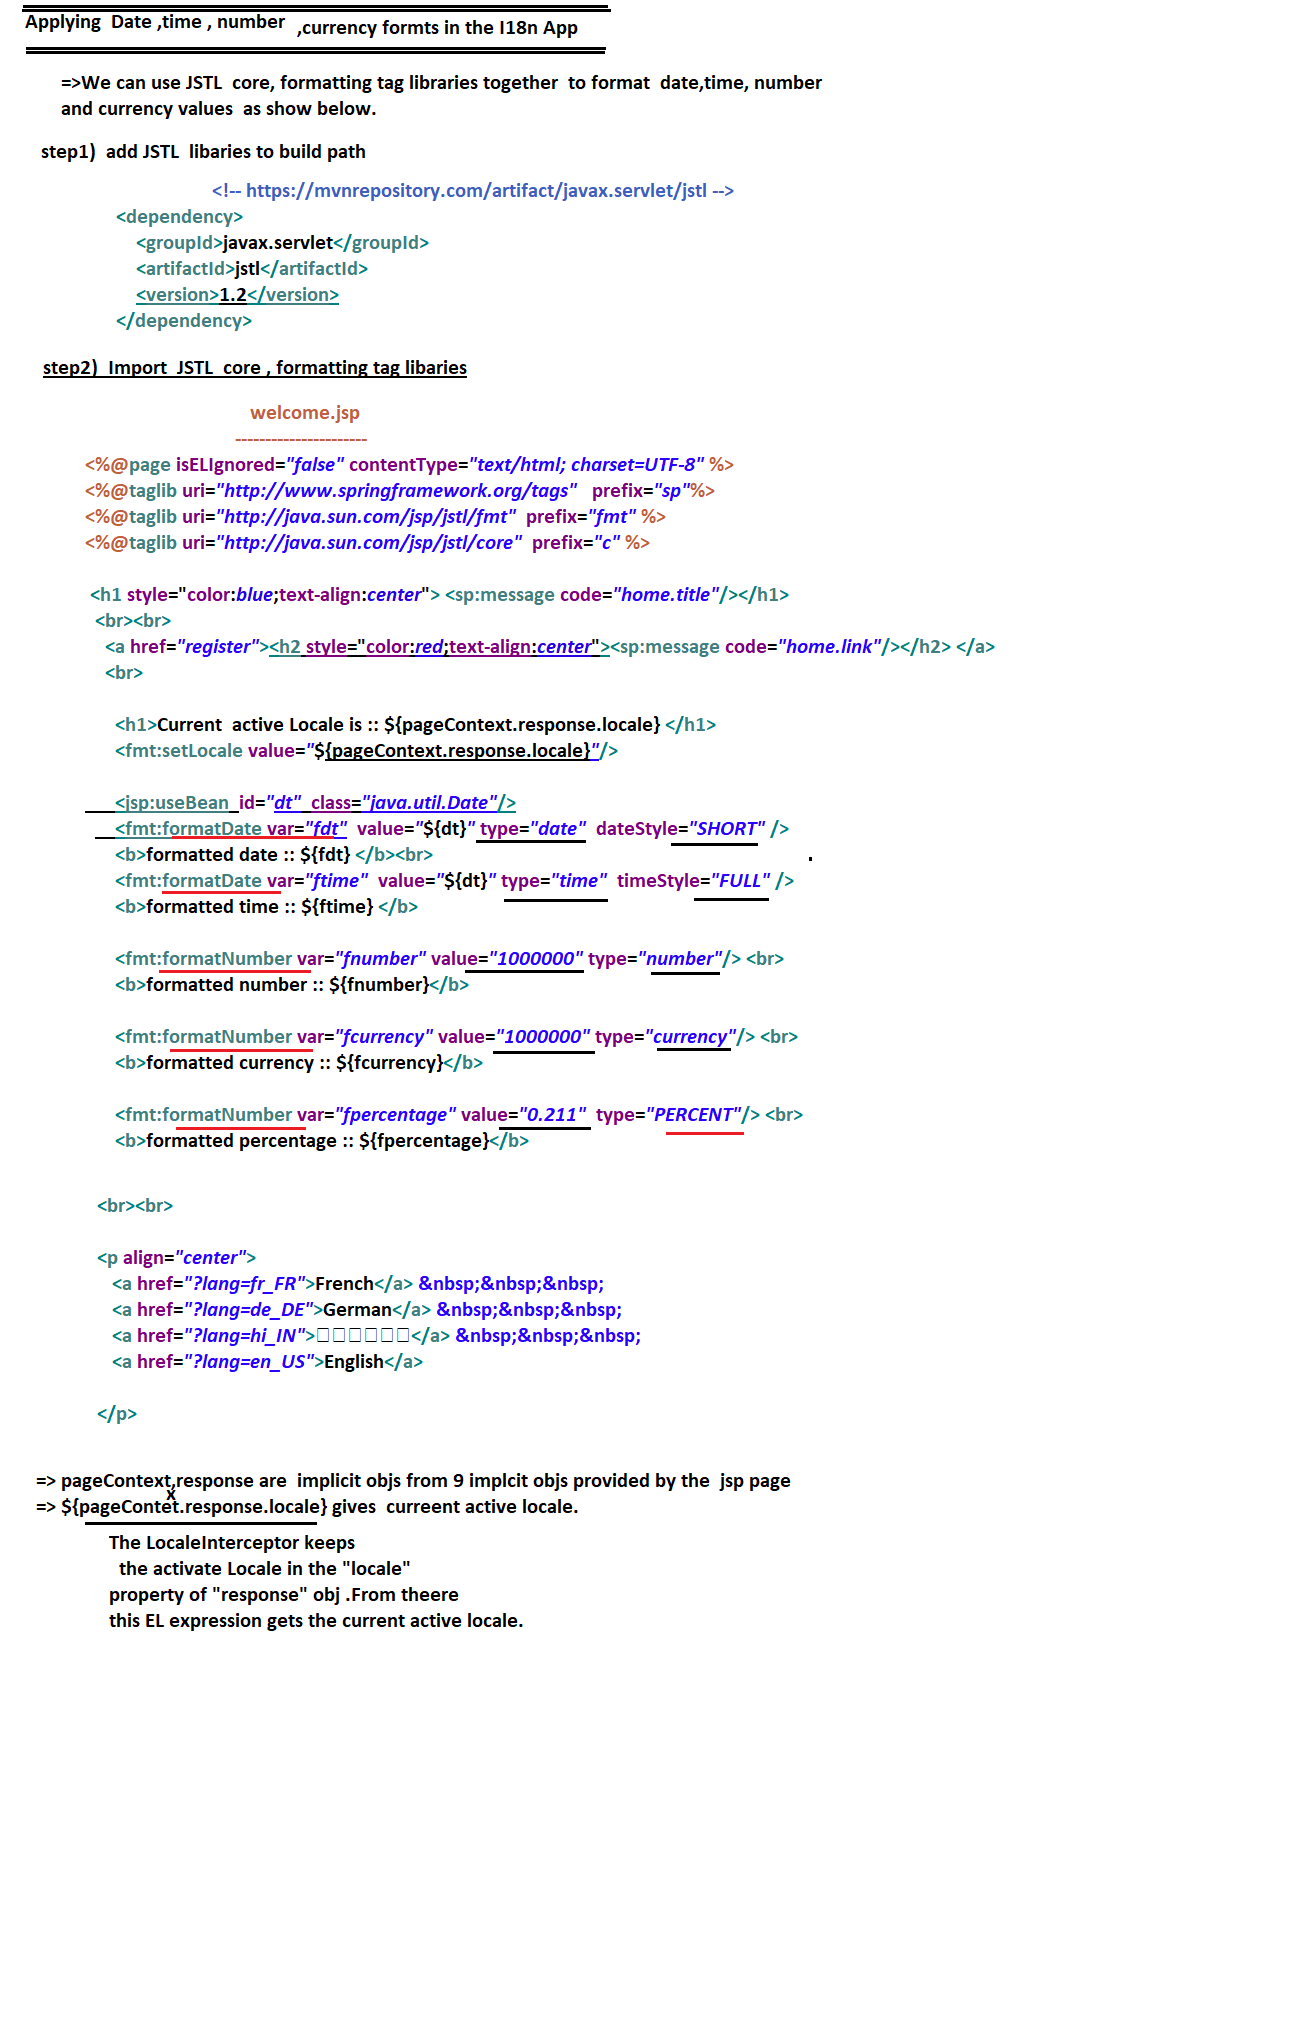 Applying Date ,time , number ,currency formts in the I18n App
=>We can use JSTL core, formatting tag libraries together to format date,time, number
and currency values as show below.
step1) add JSTL libaries to build path
<!-- https://mvnrepository.com/artifact/javax.servlet/jstl -->
<dependency>
<groupId>javax.servlet</groupId>
<artifactId>jstl</artifactId>
<version>1.2</version>
</dependency>
step2) Import JSTL core , formatting tag libaries
welcome.jsp
----------------------
<%@page isELIgnored="false" contentType="text/html; charset=UTF-8" %>
<%@taglib uri="http://www.springframework.org/tags" prefix="sp"%>
<%@taglib uri="http://java.sun.com/jsp/jstl/fmt" prefix="fmt" %>
<%@taglib uri="http://java.sun.com/jsp/jstl/core" prefix="c" %>
<h1 style="color:blue;text-align:center"> <sp:message code="home.title"/></h1>
<br><br>
<a href="register"><h2 style="color:red;text-align:center"><sp:message code="home.link"/></h2> </a>
<br>
<h1>Current active Locale is :: ${pageContext.response.locale} </h1>
<fmt:setLocale value="${pageContext.response.locale}"/>
<jsp:useBean id="dt" class="java.util.Date"/>
<fmt:formatDate var="fdt" value="${dt}" type="date" dateStyle="SHORT" />
<b>formatted date :: ${fdt} </b><br>
<fmt:formatDate var="ftime" value="${dt}" type="time" timeStyle="FULL" />
<b>formatted time :: ${ftime} </b>
<fmt:formatNumber var="fnumber" value="1000000" type="number"/> <br>
<b>formatted number :: ${fnumber}</b>
<fmt:formatNumber var="fcurrency" value="1000000" type="currency"/> <br>
<b>formatted currency :: ${fcurrency}</b>
<fmt:formatNumber var="fpercentage" value="0.211" type="PERCENT"/> <br>
<b>formatted percentage :: ${fpercentage}</b>
<br><br>
<p align="center">
<a href="?lang=fr_FR">French</a> &nbsp;&nbsp;&nbsp;
<a href="?lang=de_DE">German</a> &nbsp;&nbsp;&nbsp;
<a href="?lang=hi_IN">□□□□□□</a> &nbsp;&nbsp;&nbsp;
<a href="?lang=en_US">English</a>
</p>
=> pageContext,response are implicit objs from 9 implcit objs provided by the jsp page
x
=> ${pageContet.response.locale} gives curreent active locale.
The LocaleInterceptor keeps
the activate Locale in the "locale"
property of "response" obj .From theere
this EL expression gets the current active locale.